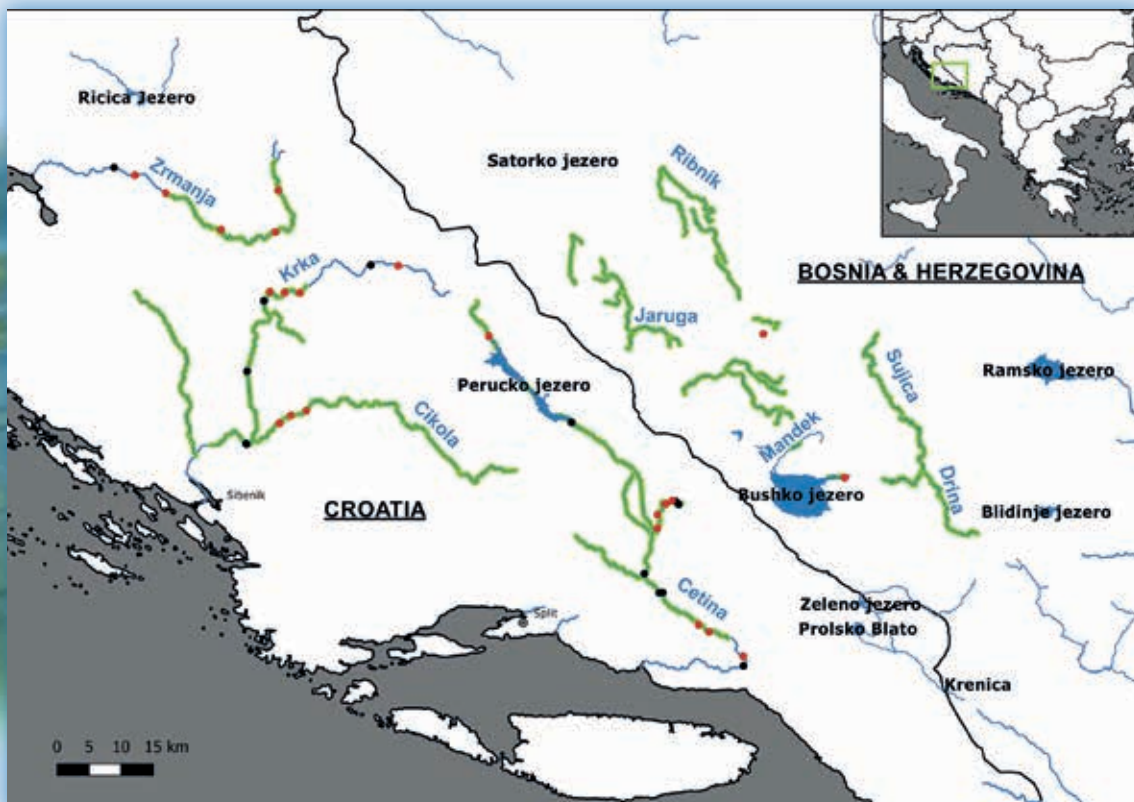 Ricica Jezero
Zrmanja
Satorko jezero
Ribnik
Krka
BOSNIA & HERZEGOVINA
Jaruga
Perucko jezero
Sujica
Ramsko jezero
Cikola
Mandek
Sibenik
CROATIA
Bushko jezero
Drina
Blidinje jezero
Cetina
Zeleno jezero
Split
Prolsko Blato
Krenica
0 5 10 15 km